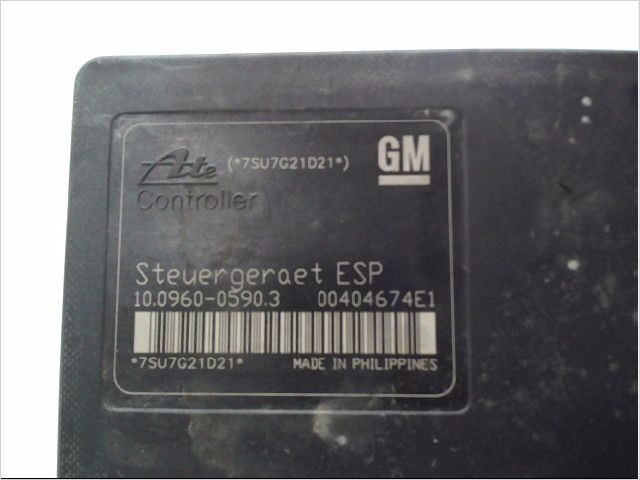 Ate (*7SU7G21D21*) GM
Controller
Steuergeraet ESP
10.0960-0590.3 00404674E1
*7SU7G21D21* MADE IN PHILIPPINES